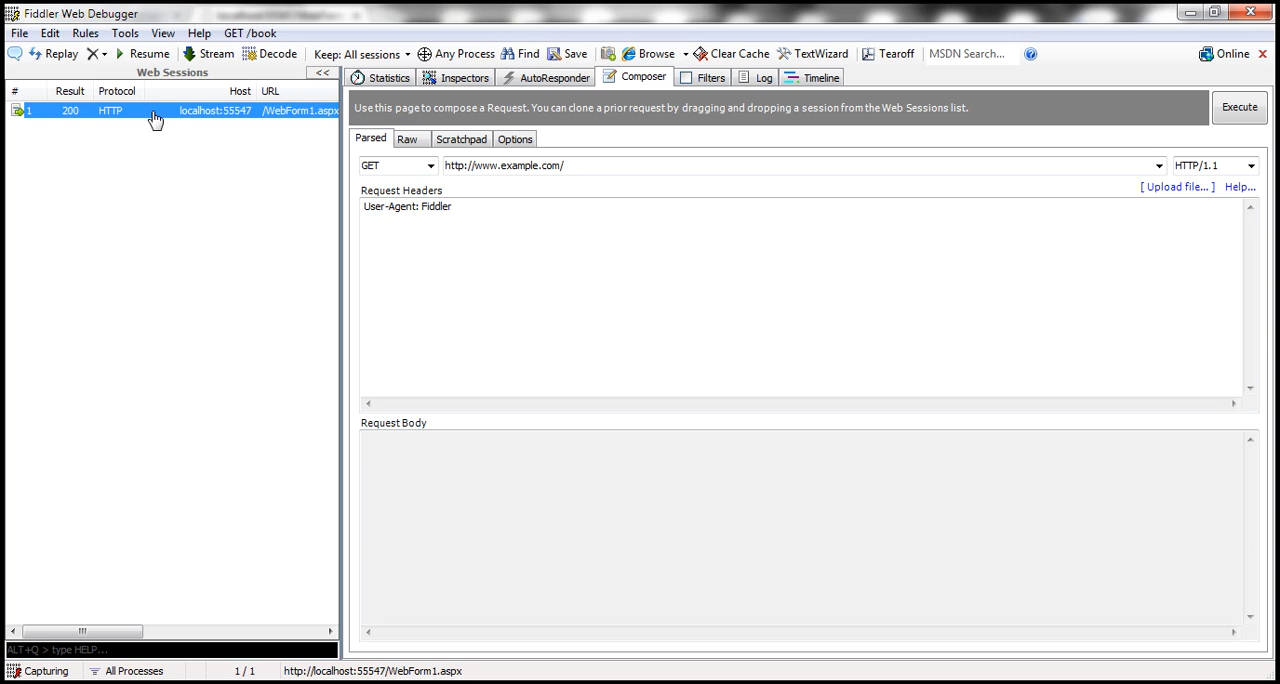 Fiddler Web Debugger
File Edit Rules Tools View Help GET /book
Replay Resume Stream Decode Keep: All sessions Any Process Find Save Browse Clear Cache TextWizard Tearoff MSDN Search... Online
Web Sessions <<
# Result Protocol Host URL
1 200 HTTP localhost:55547 /WebForm1.aspx
Statistics Inspectors AutoResponder Composer Filters Log Timeline
Use this page to compose a Request. You can clone a prior request by dragging and dropping a session from the Web Sessions list.
Execute
Parsed Raw Scratchpad Options
GET http://www.example.com/ HTTP/1.1
Request Headers [ Upload file... ] Help...
User-Agent: Fiddler
Request Body
ALT+Q > type HELP...
Capturing All Processes 1 / 1 http://localhost:55547/WebForm1.aspx